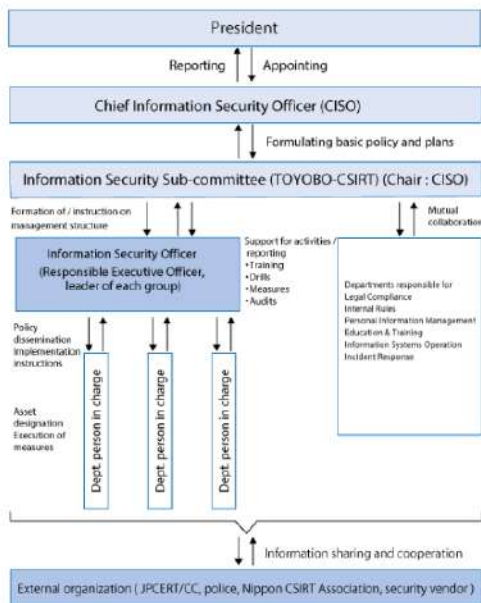 President
Reporting
Appointing
Chief Information Security Officer (CISO)
Formulating basic policy and plans
Information Security Sub-committee (TOYOBO-CSIRT) (Chair : CISO)
Formation of / instruction on
management structure
Mutual
collaboration
Information Security Officer
(Responsible Executive Officer,
leader of each group)
Support for activities /
reporting
•Training
•Drills
•Measures
•Audits
Departments responsible for
Legal Compliance
Internal Rules
Personal Information Management
Education & Training
Information Systems Operation
Incident Response
Policy
dissemination
Implementation
instructions
Asset
designation
Execution of
measures
Dept. person in charge
Dept. person in charge
Dept. person in charge
Information sharing and cooperation
External organization ( JPCERT/CC, police, Nippon CSIRT Association, security vendor )